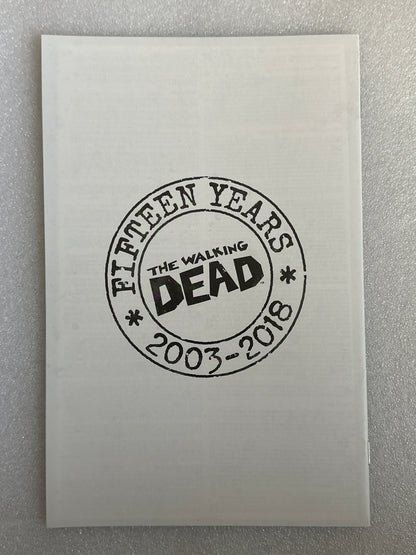 FIFTEEN YEARS
THE WALKING
DEAD
* 2003-2018 *